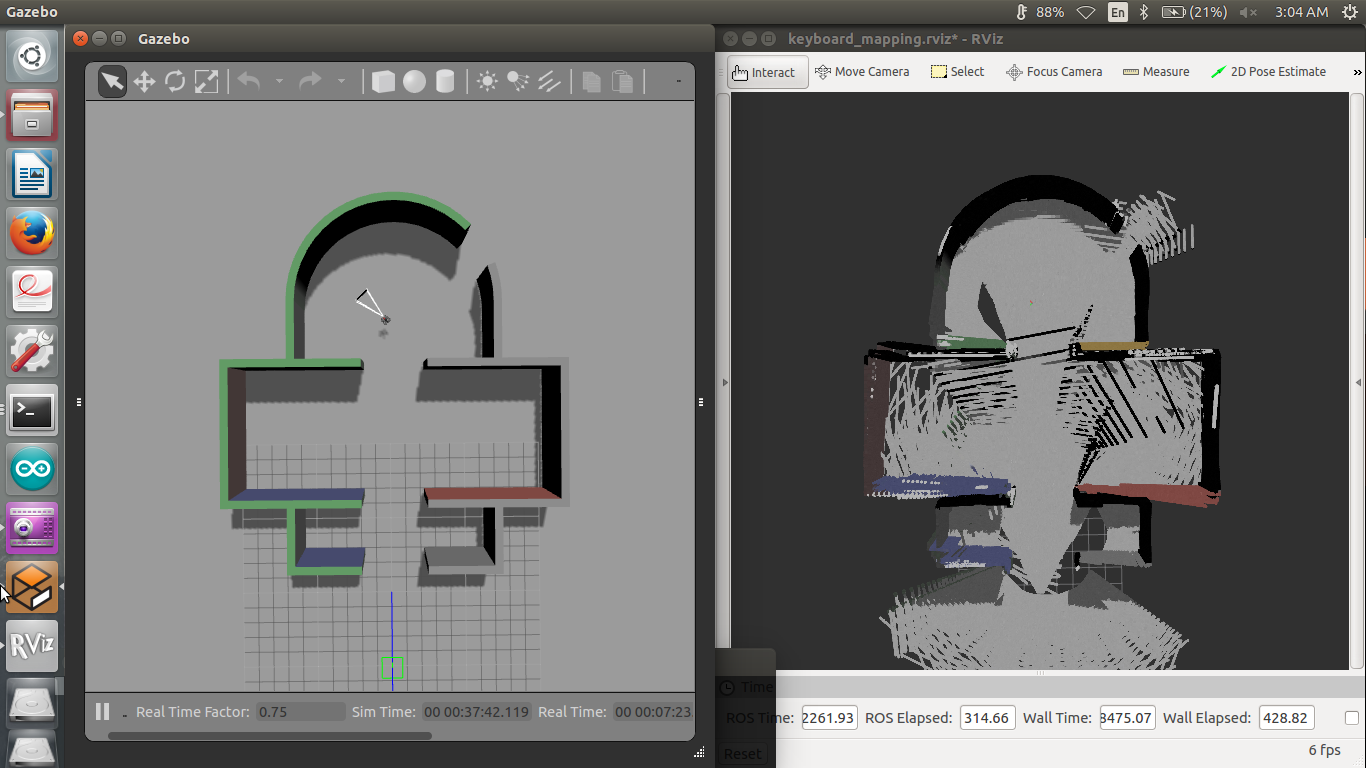 Gazebo
88%
En
(21%)
3:04 AM
Gazebo
keyboard_mapping.rviz* - RViz
Interact
Move Camera
Select
Focus Camera
Measure
2D Pose Estimate
»
RViz
Real Time Factor: 0.75 Sim Time: 00 00:37:42.119 Real Time: 00 00:07:23
Time
ROS Time: 2261.93 ROS Elapsed: 314.66 Wall Time: 8475.07 Wall Elapsed: 428.82
Reset
6 fps